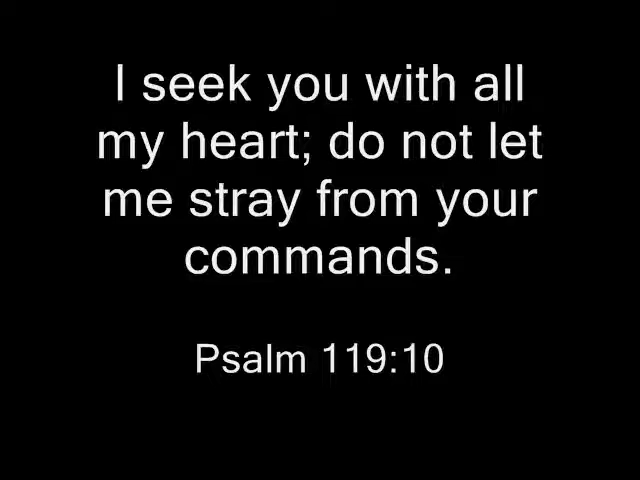 I seek you with all
my heart; do not let
me stray from your
commands.
Psalm 119:10